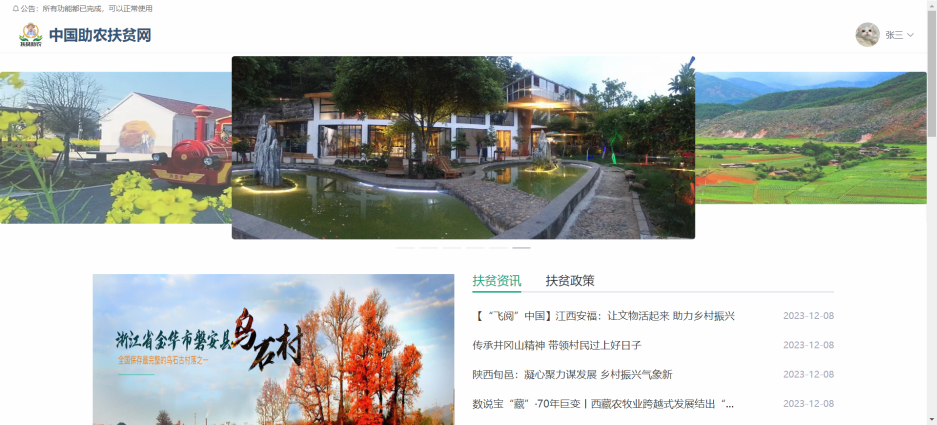 公告：所有功能都已完成，可以正常使用
中国助农扶贫网
张三
扶贫资讯 扶贫政策
浙江省金华市磐安县乌石村
全国保存最完整的乌石古村落之一
【“飞阅”中国】江西安福：让文物活起来 助力乡村振兴 2023-12-08
传承井冈山精神 带领村民过上好日子 2023-12-08
陕西旬邑：凝心聚力谋发展 乡村振兴气象新 2023-12-08
数说宝“藏”·70年巨变丨西藏农牧业跨越式发展结出“... 2023-12-08